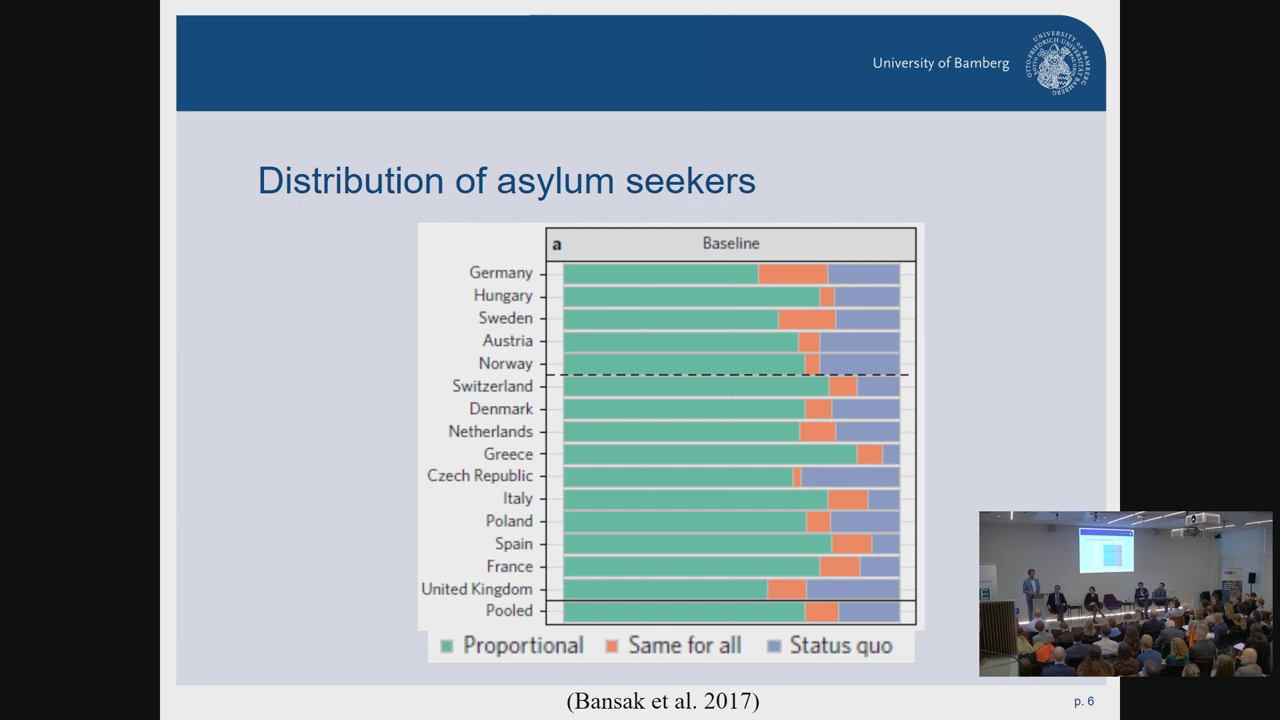 University of Bamberg
Distribution of asylum seekers
a Baseline
Germany
Hungary
Sweden
Austria
Norway
Switzerland
Denmark
Netherlands
Greece
Czech Republic
Italy
Poland
Spain
France
United Kingdom
Pooled
Proportional Same for all Status quo
(Bansak et al. 2017)
p. 6